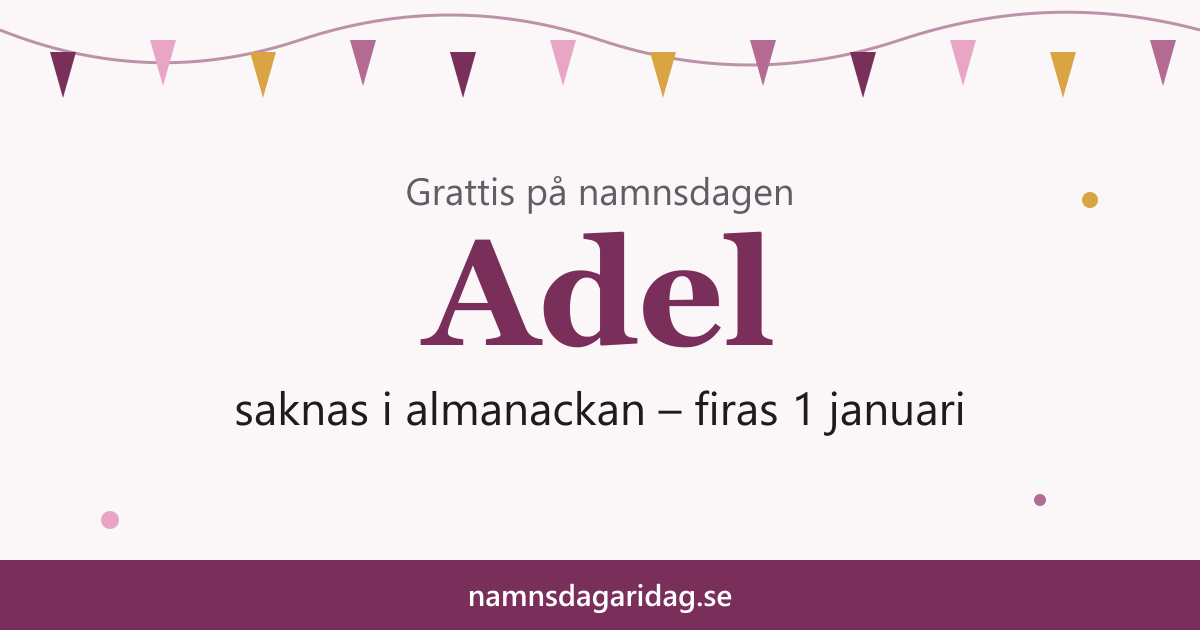 Grattis på namnsdagen
Adel
saknas i almanackan – firas 1 januari
namnsdagaridag.se